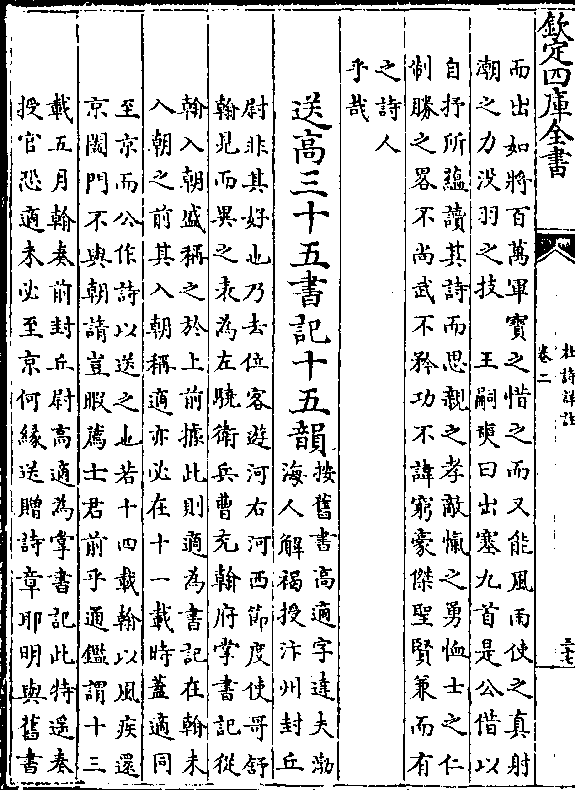 欽定四庫全書
杜詩詳註
卷二
三十七
而出如將百萬軍寶之惜之而又能風雨使之真射
潮之力沒羽之技　王嗣奭曰出塞九首是公借以
自抒所蘊讀其詩而思親之孝敵愾之勇恤士之仁
制勝之畧不尚武不矜功不諱窮豪傑聖賢兼而有
之詩人
乎哉
送高三十五書記十五韻
按舊書高適字達夫渤
海人解褐授汴州封丘
尉非其好也乃去位客遊河右河西節度使哥舒
翰見而異之表為左驍衛兵曹充翰府掌書記從
翰入朝盛稱之於上前據此則適為書記在翰未
入朝之前其入朝稱適亦必在十一載時蓋適同
至京而公作詩以送之也若十四載翰以風疾還
京闔門不與朝請豈暇薦士君前乎通鑑謂十三
載五月翰奏前封丘尉高適為掌書記此特遥奏
授官恐適未必至京何緣送贈詩章耶明與舊書